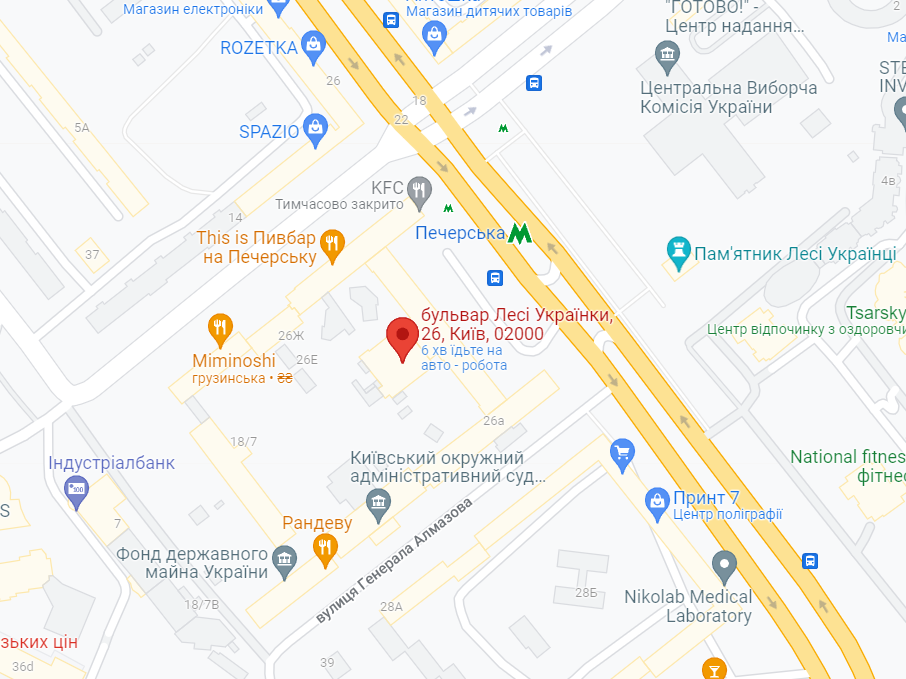 Магазин електроніки
Магазин дитячих товарів
"ГОТОВО!" -
Центр надання...
2
Ма
ROZETKA
26
18
22
Центральна Виборча
Комісія України
STE
INV
5А
SPAZIO
4в
KFC
Тимчасово закрито
14
Печерська
This is Пивбар
на Печерську
37
Пам'ятник Лесі Українці
бульвар Лесі Українки,
26, Київ, 02000
6 хв їдьте на
авто - робота
Tsarsky
Центр відпочинку з оздоровчи
26Ж
26Е
Miminoshi
грузинська • ₴₴
26а
18/7
Київський окружний
адміністративний суд...
Індустріалбанк
National fitnes
фітнес
S
7
Принт 7
Центр поліграфії
Рандеву
Фонд державного
майна України
вулиця Генерала Алмазова
28Б
28А
18/7В
Nikolab Medical
Laboratory
зьких цін
36d
39